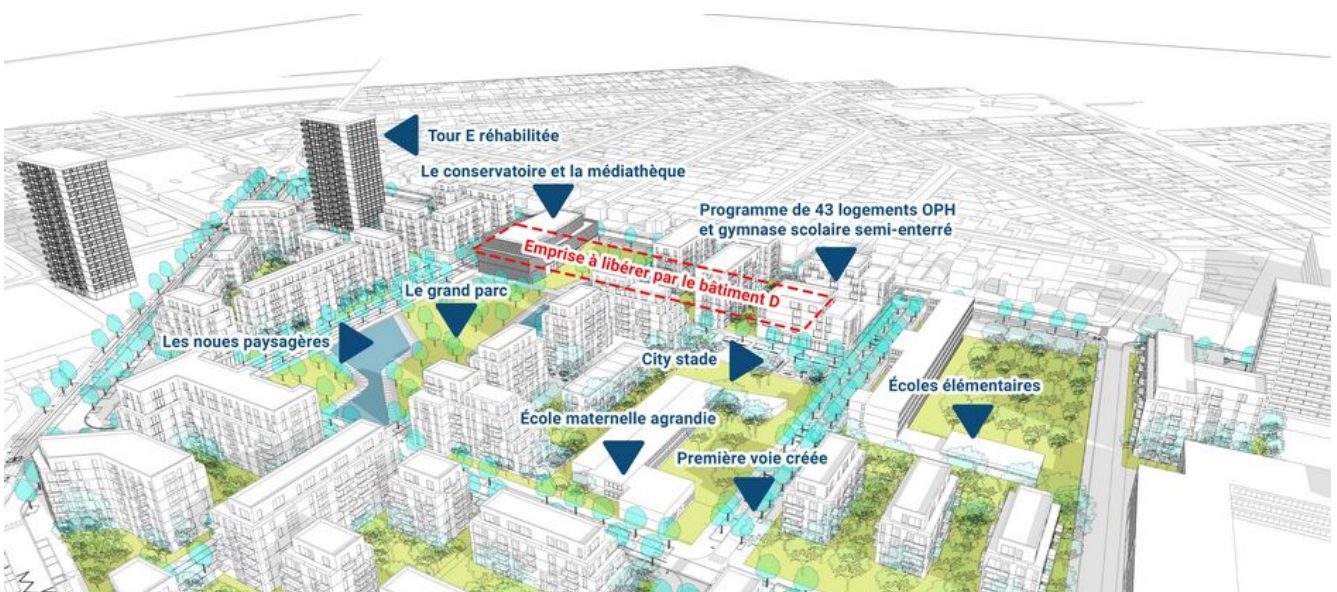 Tour E réhabilitée
Le conservatoire et la médiathèque
Programme de 43 logements OPH
et gymnase scolaire semi-enterré
Emprise à libérer par le bâtiment D
Le grand parc
Les noues paysagères
City stade
Écoles élémentaires
École maternelle agrandie
Première voie créée